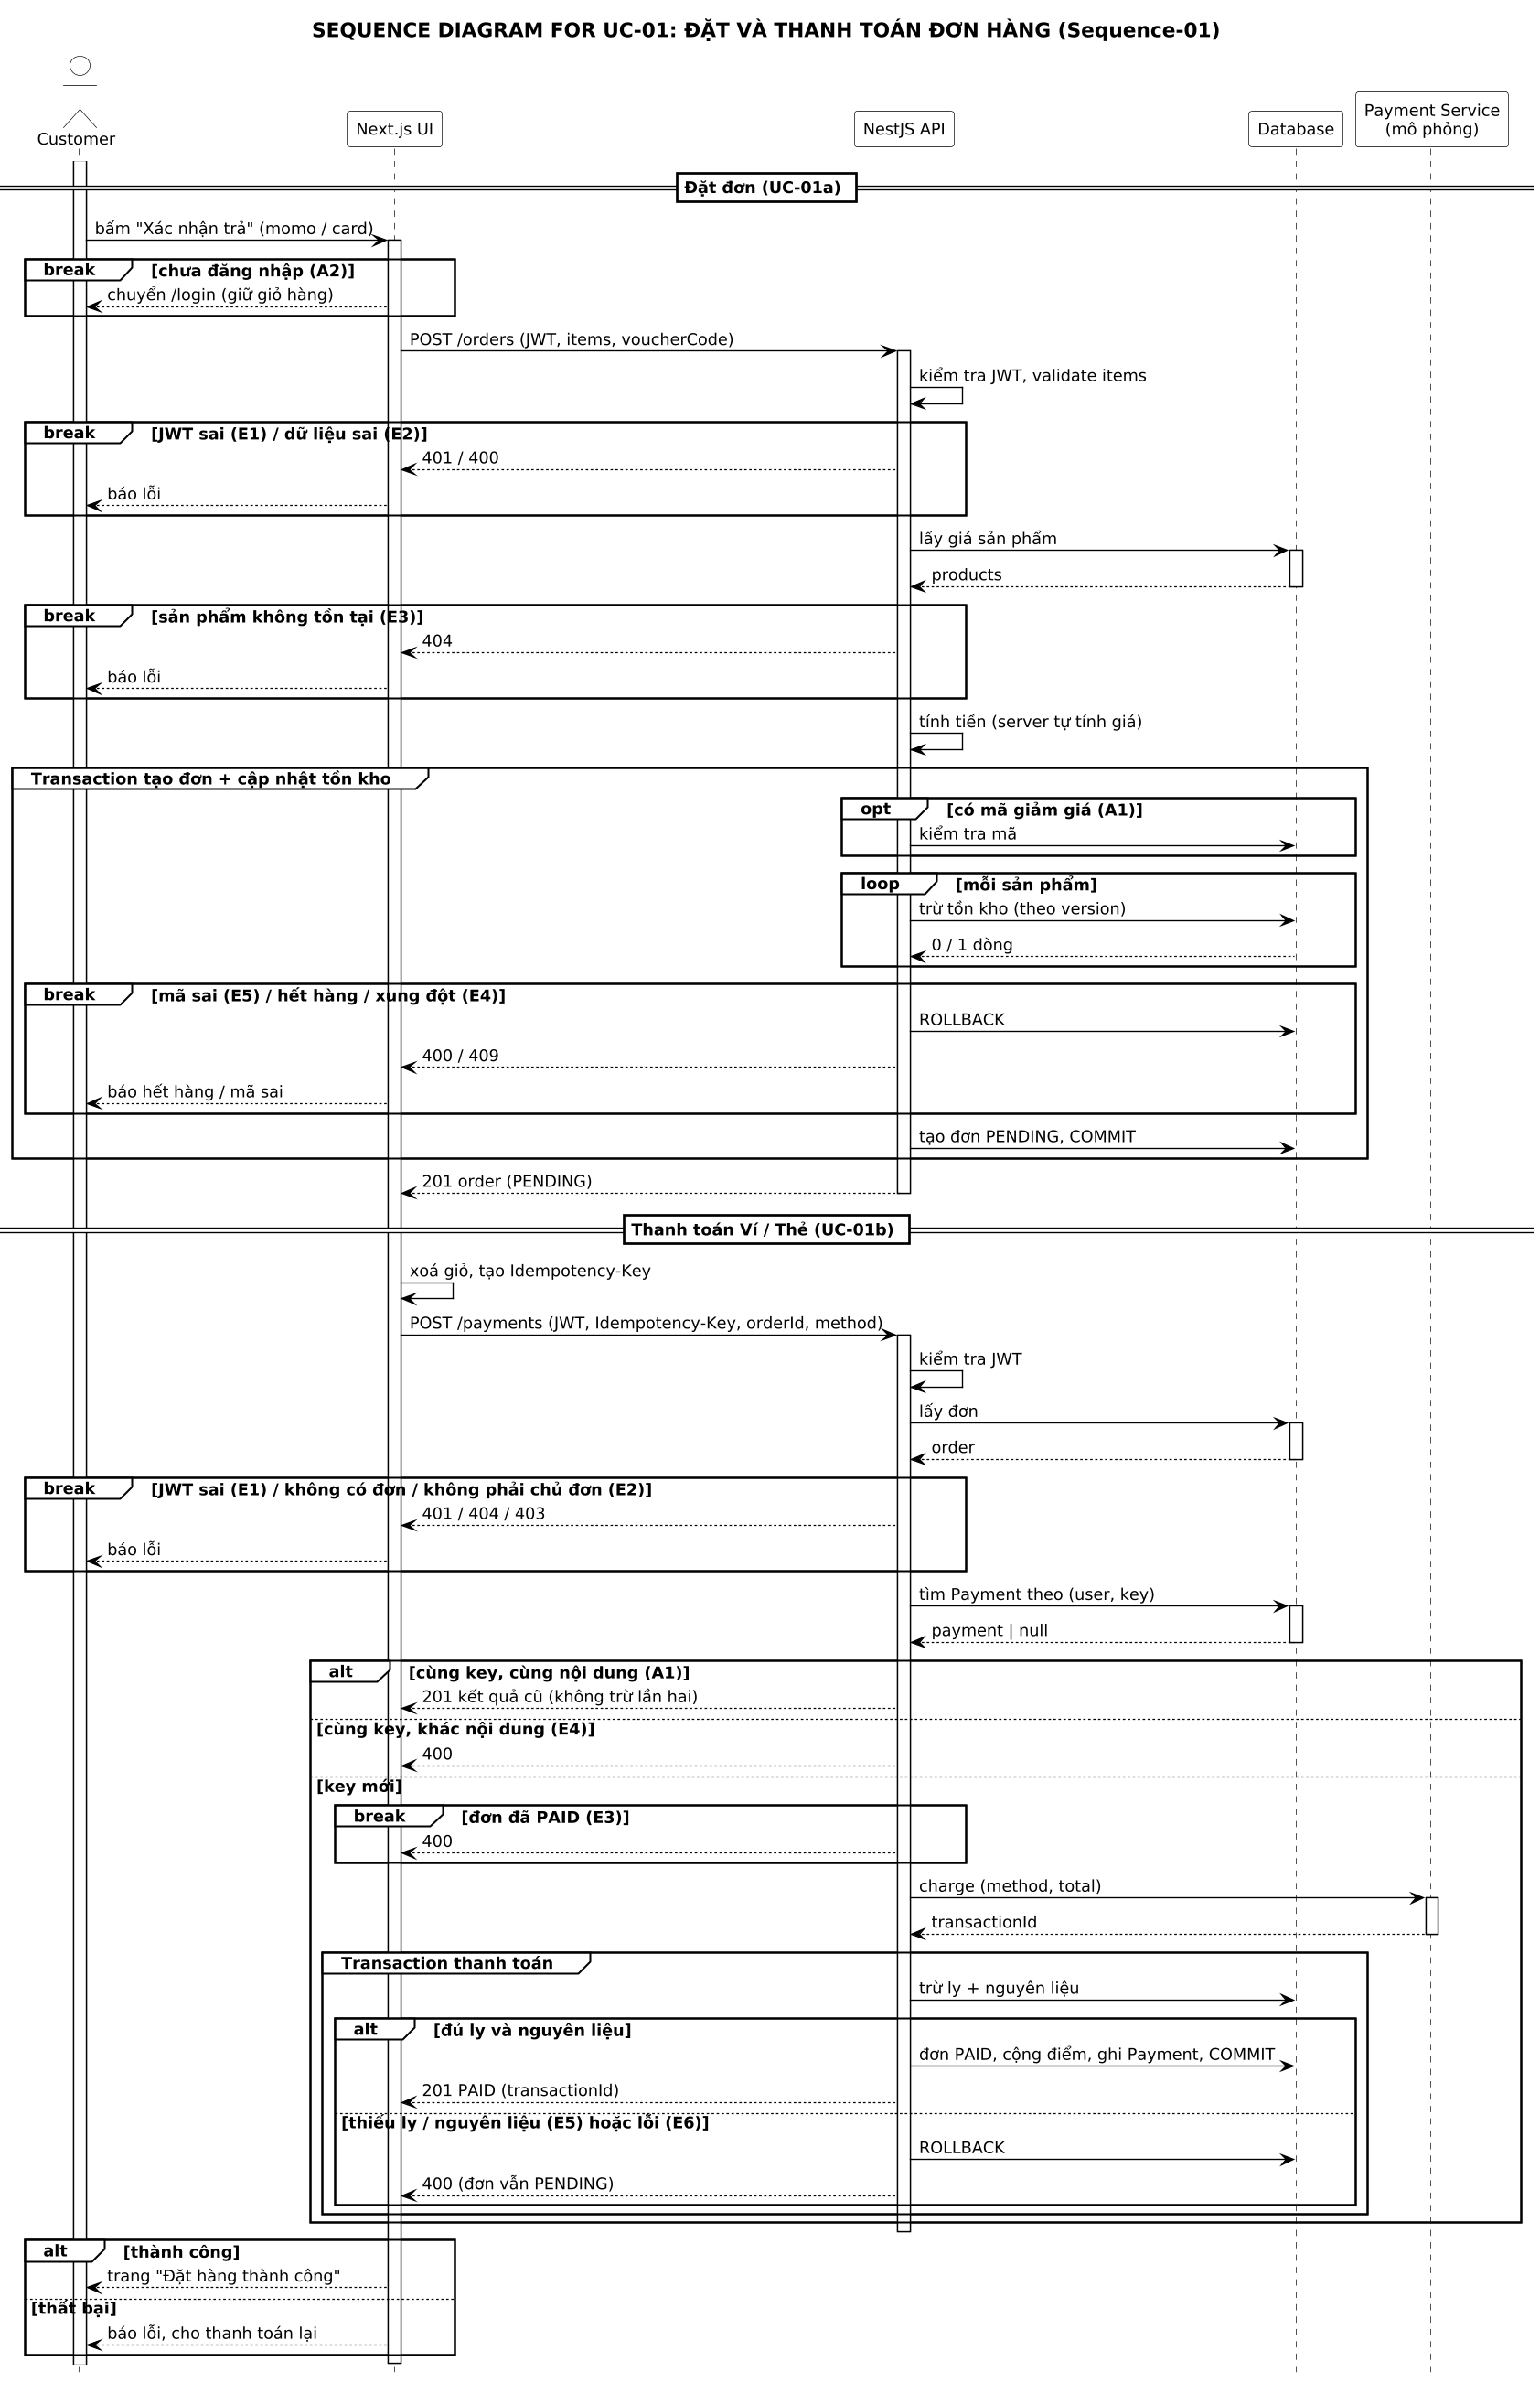 SEQUENCE DIAGRAM FOR UC-01: ĐẶT VÀ THANH TOÁN ĐƠN HÀNG (Sequence-01)
Customer
Next.js UI
NestJS API
Database
Payment Service
(mô phỏng)
Đặt đơn (UC-01a)
bấm "Xác nhận trả" (momo / card)
break [chưa đăng nhập (A2)]
chuyển /login (giữ giỏ hàng)
POST /orders (JWT, items, voucherCode)
kiểm tra JWT, validate items
break [JWT sai (E1) / dữ liệu sai (E2)]
401 / 400
báo lỗi
lấy giá sản phẩm
products
break [sản phẩm không tồn tại (E3)]
404
báo lỗi
tính tiền (server tự tính giá)
Transaction tạo đơn + cập nhật tồn kho
opt [có mã giảm giá (A1)]
kiểm tra mã
loop [mỗi sản phẩm]
trừ tồn kho (theo version)
0 / 1 dòng
break [mã sai (E5) / hết hàng / xung đột (E4)]
ROLLBACK
400 / 409
báo hết hàng / mã sai
tạo đơn PENDING, COMMIT
201 order (PENDING)
Thanh toán Ví / Thẻ (UC-01b)
xoá giỏ, tạo Idempotency-Key
POST /payments (JWT, Idempotency-Key, orderId, method)
kiểm tra JWT
lấy đơn
order
break [JWT sai (E1) / không có đơn / không phải chủ đơn (E2)]
401 / 404 / 403
báo lỗi
tìm Payment theo (user, key)
payment | null
alt [cùng key, cùng nội dung (A1)]
201 kết quả cũ (không trừ lần hai)
[cùng key, khác nội dung (E4)]
400
[key mới]
break [đơn đã PAID (E3)]
400
charge (method, total)
transactionId
Transaction thanh toán
trừ ly + nguyên liệu
alt [đủ ly và nguyên liệu]
đơn PAID, cộng điểm, ghi Payment, COMMIT
201 PAID (transactionId)
[thiếu ly / nguyên liệu (E5) hoặc lỗi (E6)]
ROLLBACK
400 (đơn vẫn PENDING)
alt [thành công]
trang "Đặt hàng thành công"
[thất bại]
báo lỗi, cho thanh toán lại